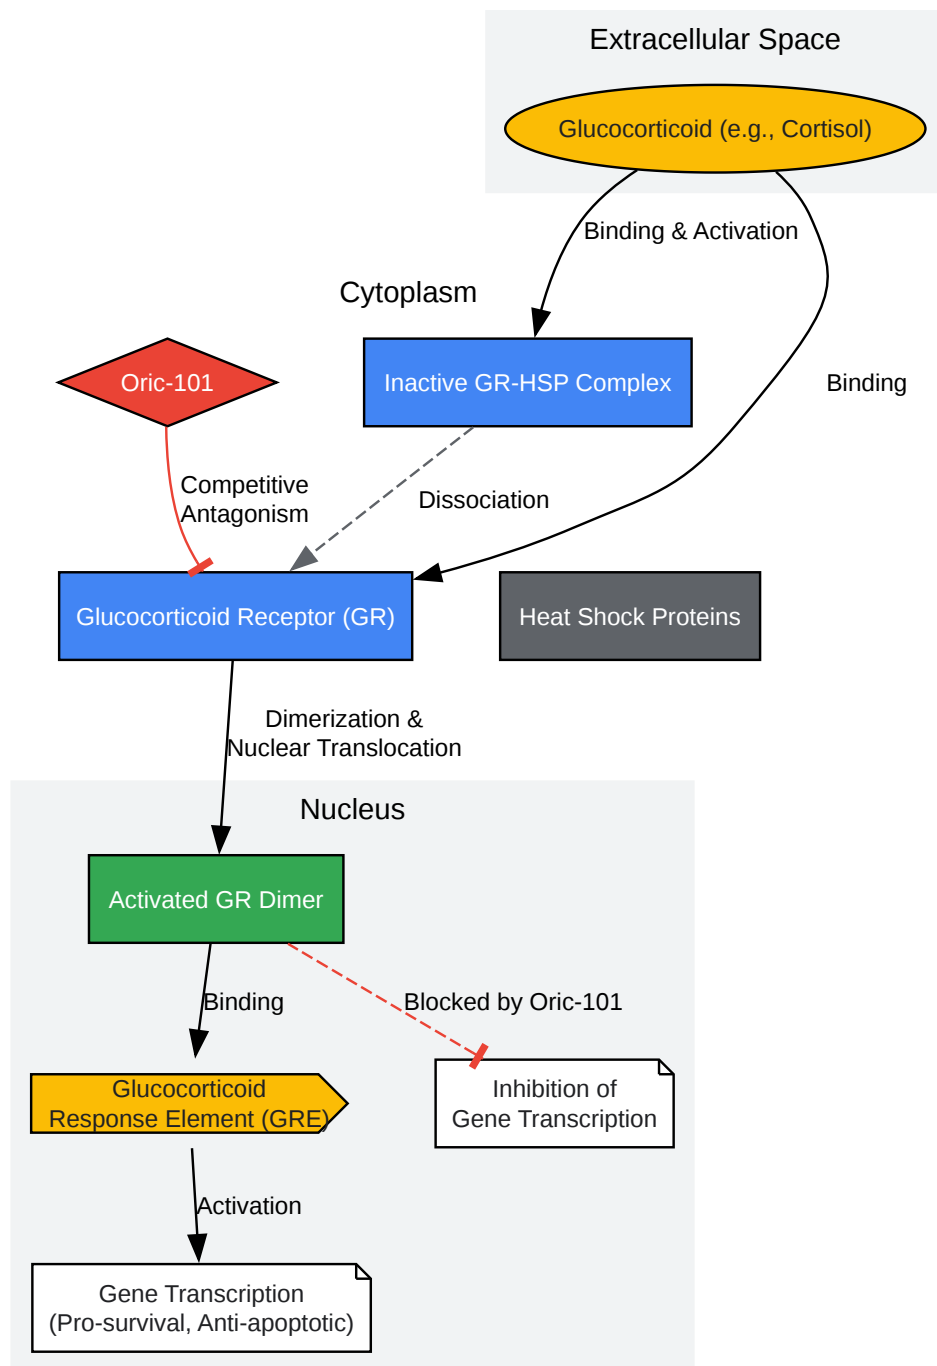 Extracellular Space
Glucocorticoid (e.g., Cortisol)
Binding & Activation
Cytoplasm
Oric-101
Inactive GR-HSP Complex
Binding
Competitive
Antagonism
Dissociation
Glucocorticoid Receptor (GR)
Heat Shock Proteins
Dimerization &
Nuclear Translocation
Nucleus
Activated GR Dimer
Binding
Blocked by Oric-101
Glucocorticoid
Response Element (GRE)
Inhibition of
Gene Transcription
Activation
Gene Transcription
(Pro-survival, Anti-apoptotic)